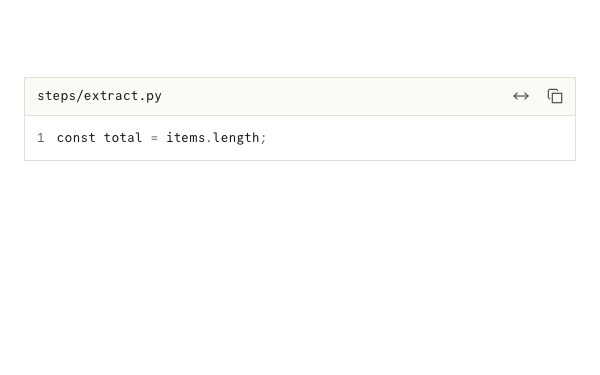 steps/extract.py
1 const total = items.length;